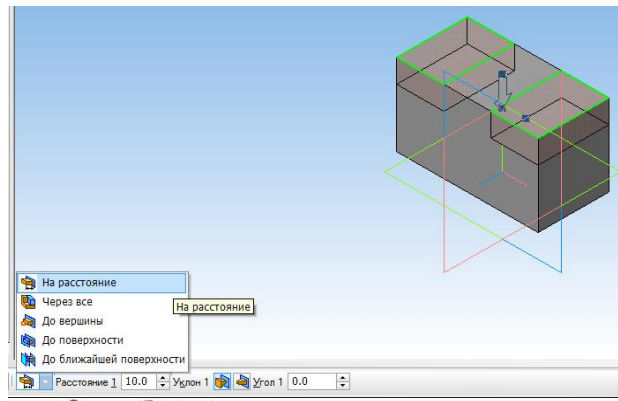 На расстояние
Через все
На расстояние
До вершины
До поверхности
До ближайшей поверхности
Расстояние 1 10.0 Уклон 1 Угол 1 0.0